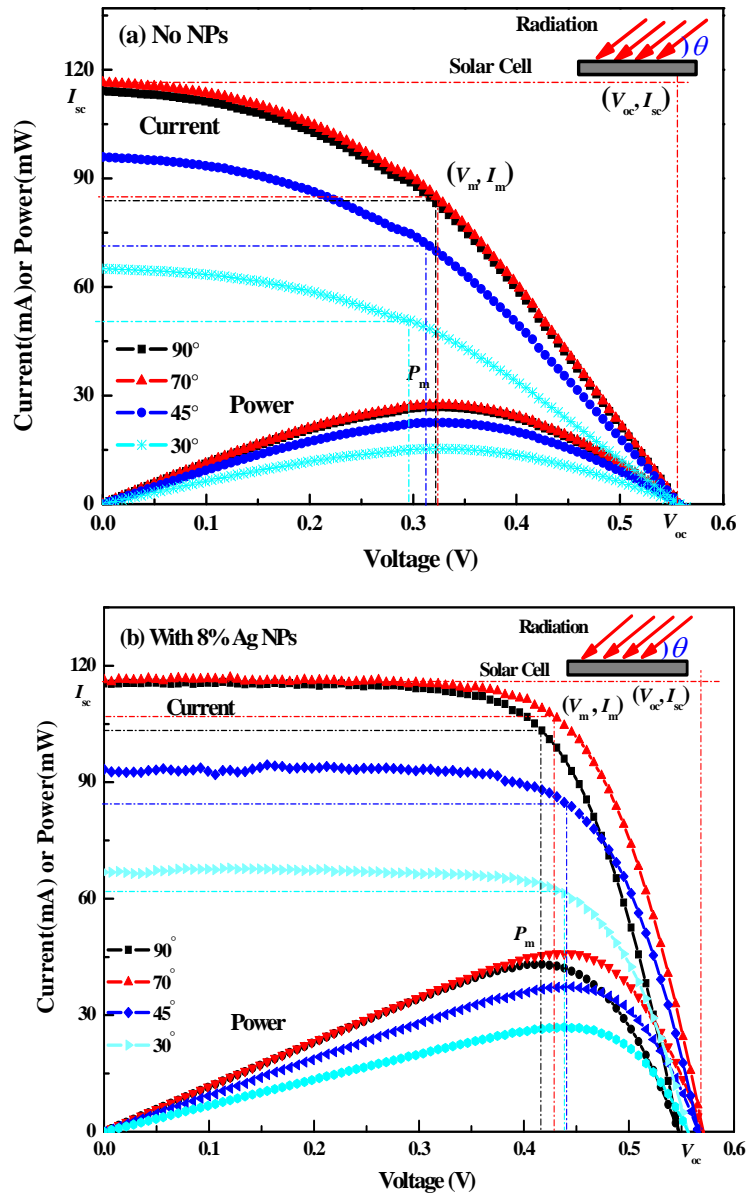 (a) No NPs
Radiation
θ
Solar Cell
(Voc, Isc)
Isc
Current
(Vm, Im)
Pm
Power
90°
70°
45°
30°
120
90
60
30
0
0.0 0.1 0.2 0.3 0.4 0.5 0.6
Voc
Current(mA)or Power(mW)
Voltage (V)
(b) With 8% Ag NPs
Radiation
θ
Solar Cell
(Vm, Im)
(Voc, Isc)
Isc
Current
Pm
Power
90°
70°
45°
30°
120
90
60
30
0
0.0 0.1 0.2 0.3 0.4 0.5 0.6
Voc
Current(mA) or Power(mW)
Voltage (V)